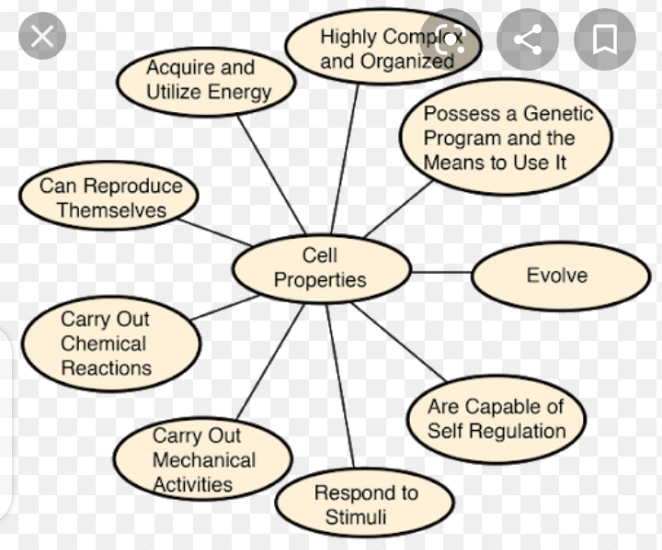 Highly Complex
and Organized
Acquire and
Utilize Energy
Possess a Genetic
Program and the
Means to Use It
Can Reproduce
Themselves
Cell
Properties
Evolve
Carry Out
Chemical
Reactions
Are Capable of
Self Regulation
Carry Out
Mechanical
Activities
Respond to
Stimuli